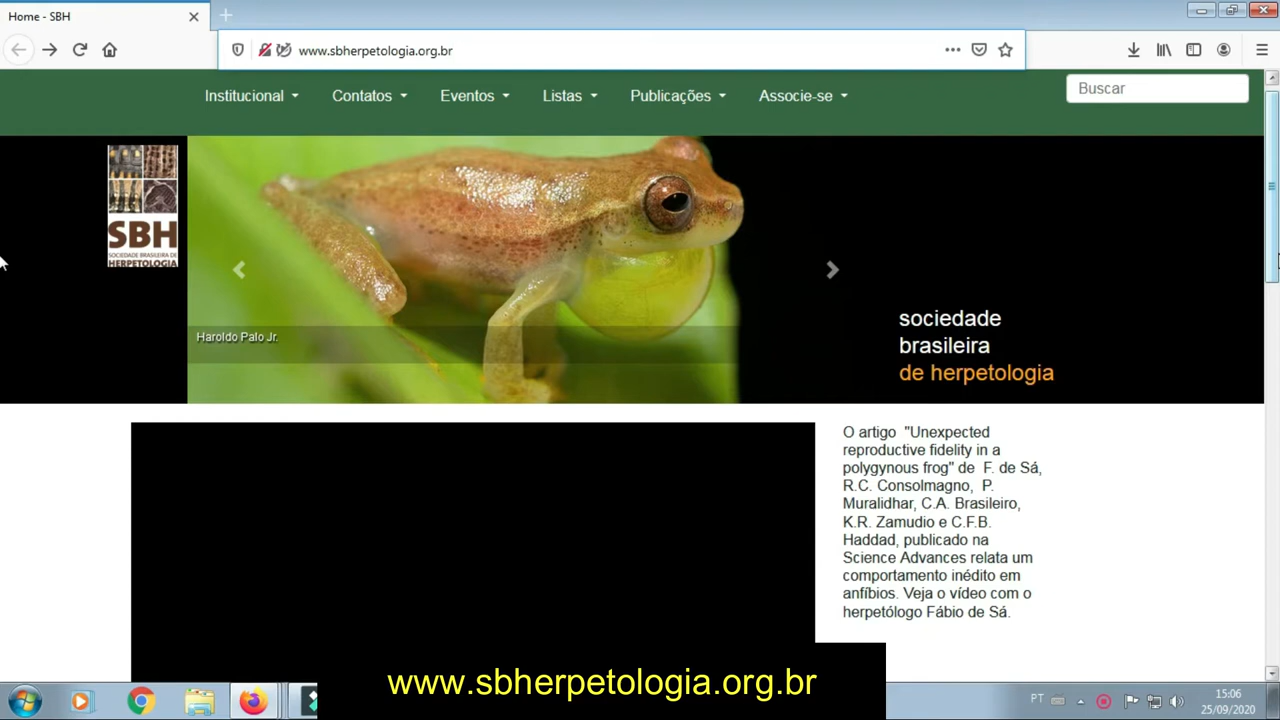 Home - SBH
www.sbherpetologia.org.br
Institucional
Contatos
Eventos
Listas
Publicações
Associe-se
Buscar
SBH
SOCIEDADE BRASILEIRA DE
HERPETOLOGIA
Haroldo Palo Jr.
sociedade
brasileira
de herpetologia
O artigo "Unexpected
reproductive fidelity in a
polygynous frog" de F. de Sá,
R.C. Consolmagno, P.
Muralidhar, C.A. Brasileiro,
K.R. Zamudio e C.F.B.
Haddad, publicado na
Science Advances relata um
comportamento inédito em
anfíbios. Veja o vídeo com o
herpetólogo Fábio de Sá.
www.sbherpetologia.org.br
PT
15:06
25/09/2020